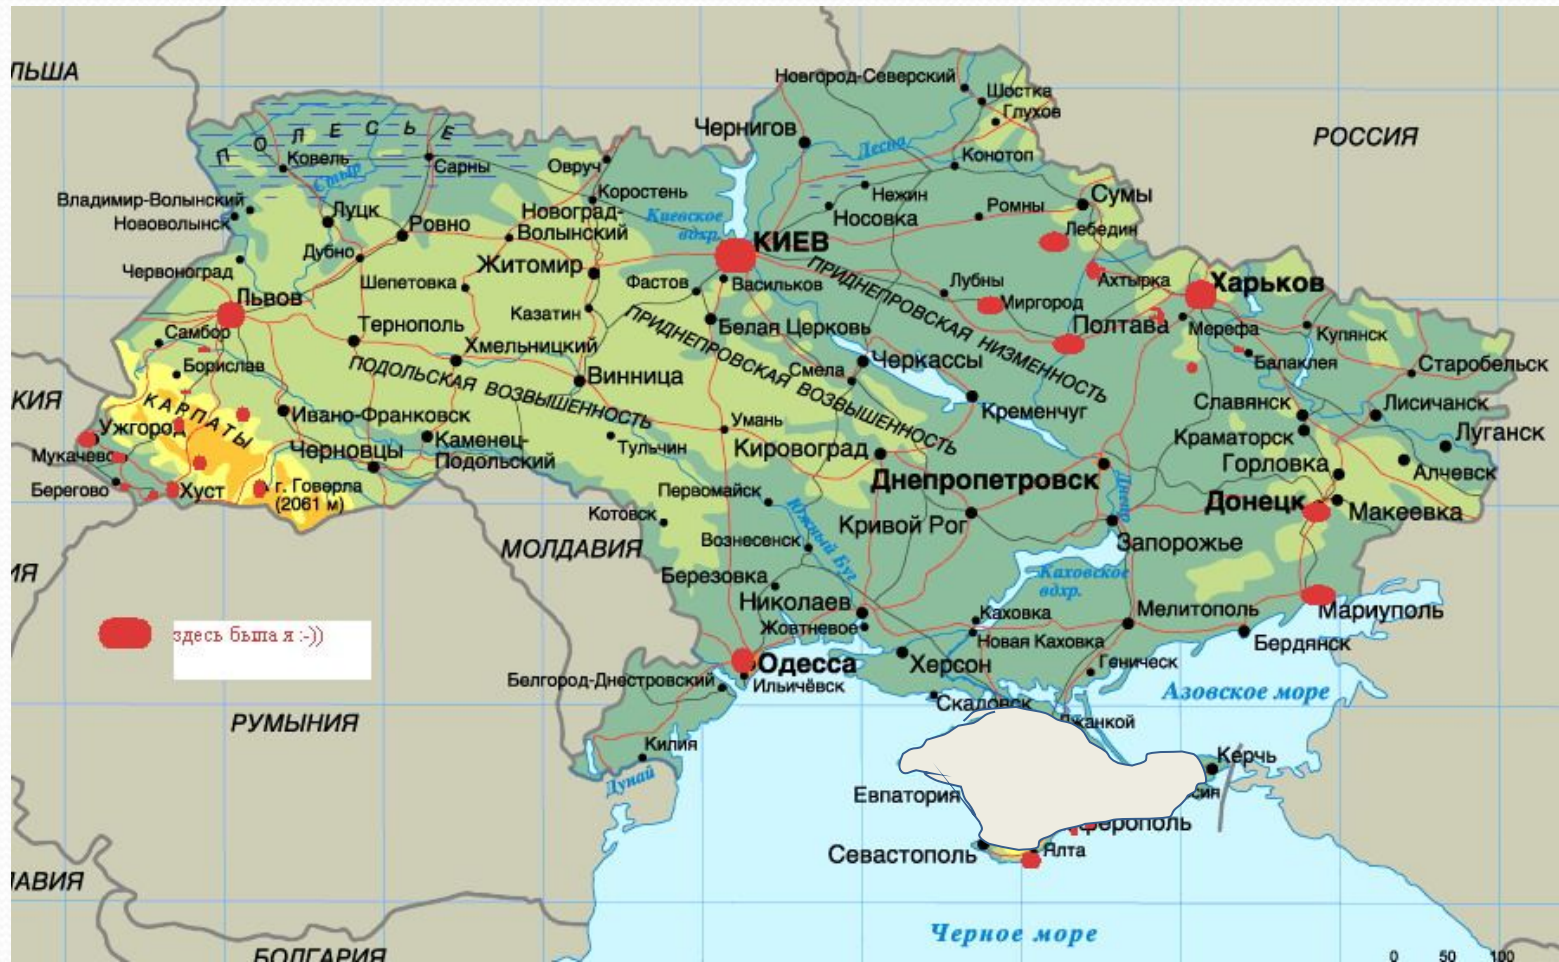 ЛЬША
РОССИЯ
Новгород-Северский
Шостка
Глухов
Чернигов
Десна
Конотоп
ПОЛЕСЬЕ
Ковель
Сарны
Овруч
Стыр
Коростень
Нежин
Носовка
Ромны
Сумы
Лебедин
Владимир-Волынский
Нововолынск
Луцк
Ровно
Новоград-
Волынский
Киевское
вдхр.
КИЕВ
Дубно
Житомир
Червоноград
Шепетовка
Фастов
Васильков
Лубны
Ахтырка
Харьков
Львов
Казатин
Миргород
ПРИДНЕПРОВСКАЯ НИЗМЕННОСТЬ
Полтава
Мерефа
Купянск
Самбор
Тернополь
Белая Церковь
ПРИДНЕПРОВСКАЯ ВОЗВЫШЕННОСТЬ
Хмельницкий
Черкассы
Балаклея
Старобельск
Борислав
ПОДОЛЬСКАЯ ВОЗВЫШЕННОСТЬ
Винница
Смела
КИЯ
КАРПАТЫ
Ивано-Франковск
Кременчуг
Славянск
Лисичанск
Ужгород
Умань
Краматорск
Луганск
Мукачево
Черновцы
Каменец-
Подольский
Тульчин
Кировоград
Горловка
Алчевск
Берегово
Хуст
г. Говерла
(2061 м)
Первомайск
Днепропетровск
Днепр
Донецк
Макеевка
Котовск
Кривой Рог
МОЛДАВИЯ
Вознесенск
Южный Буг
Запорожье
ИЯ
Березовка
Каховское
вдхр.
Николаев
Каховка
Мелитополь
Мариуполь
здесь была я :-))
Жовтневое
Новая Каховка
Бердянск
Одесса
Херсон
Геническ
Белгород-Днестровский
Ильичёвск
Азовское море
РУМЫНИЯ
Скадовск
Джанкой
Килия
Керчь
Дунай
Евпатория
сия
ферополь
Севастополь
Ялта
ЛАВИЯ
Черное море
БОЛГАРИЯ
0 50 100